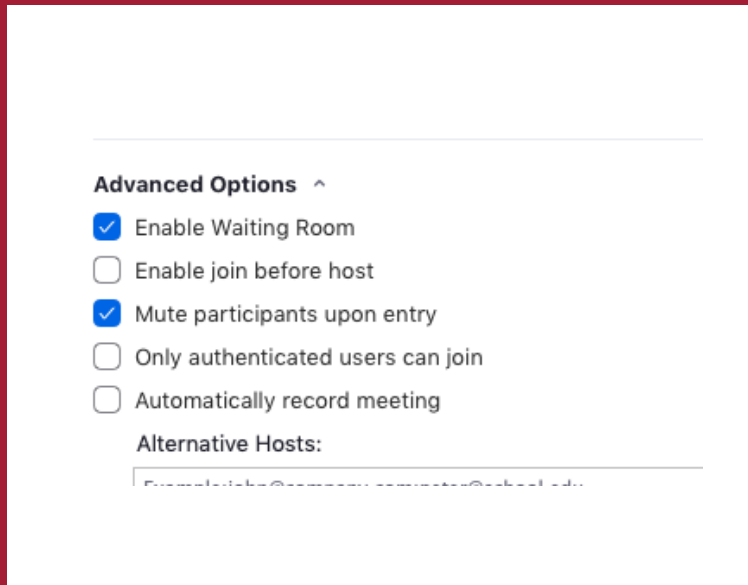 Advanced Options
Enable Waiting Room
Enable join before host
Mute participants upon entry
Only authenticated users can join
Automatically record meeting
Alternative Hosts: